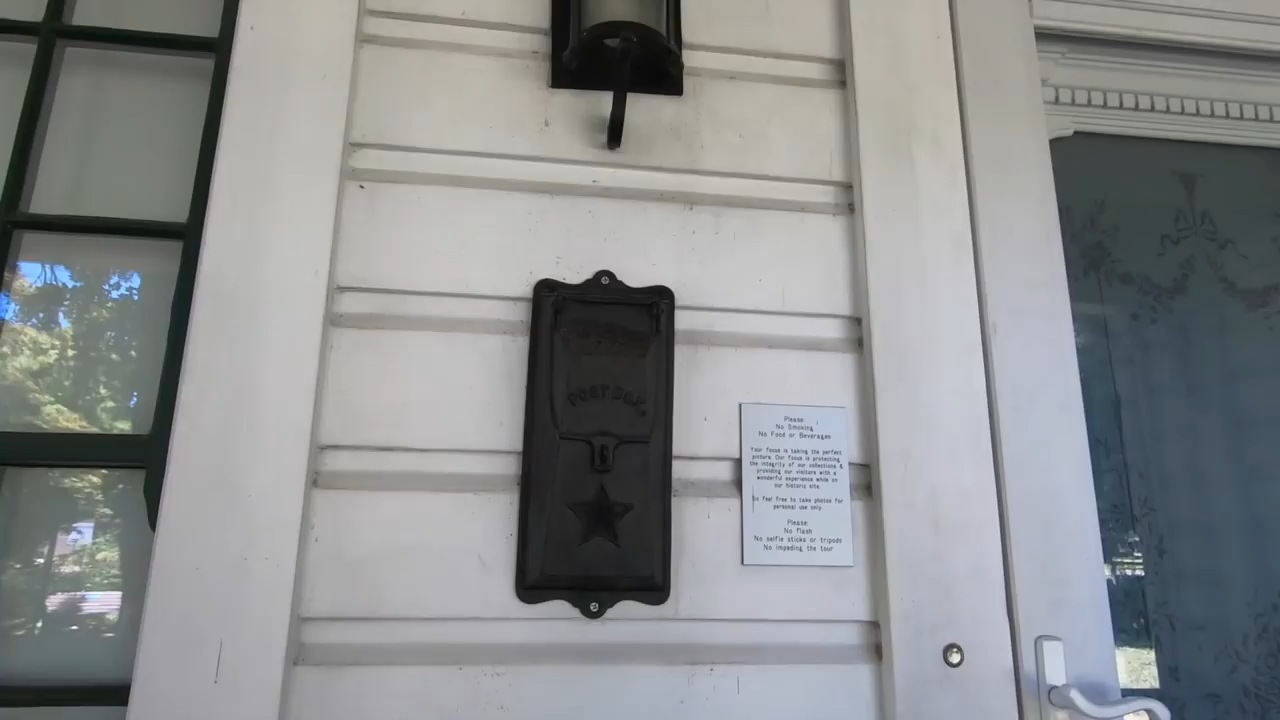 POST BOX
Please
No Smoking
No Food or Beverages
Your focus is taking the perfect
picture. Our focus is protecting
the integrity of our collections &
providing our visitors with a
wonderful experience while on
our historic site.
So feel free to take photos for
personal use only.
Please
No flash
No selfie sticks or tripods
No impeding the tour